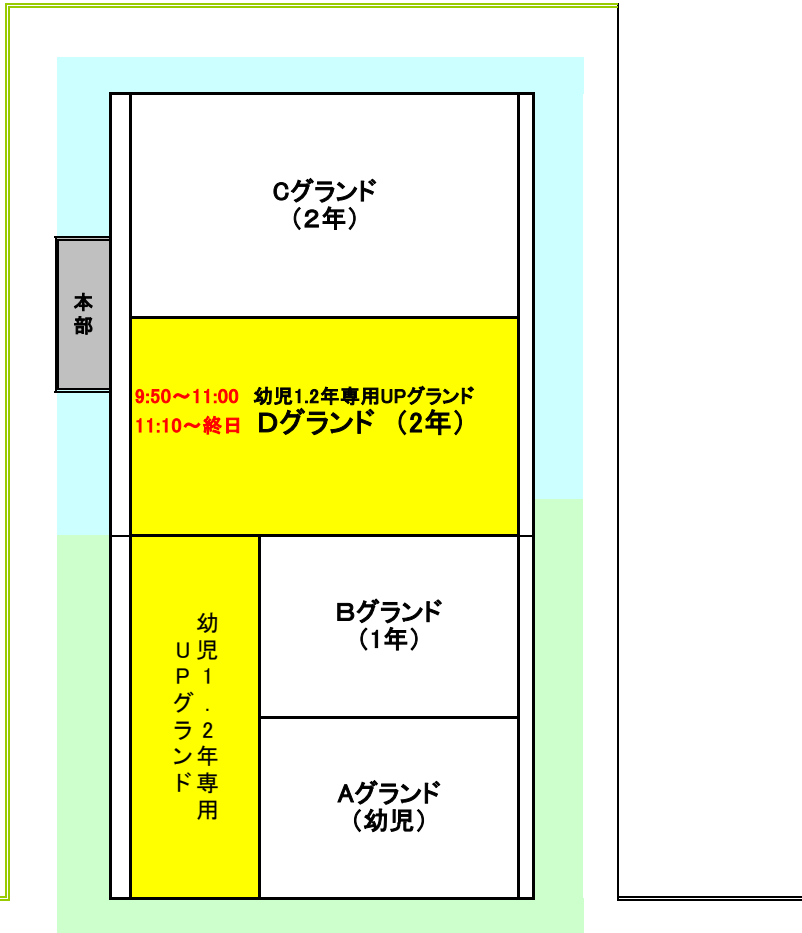 Cグランド
（２年）
本部
9:50～11:00 幼児1.2年専用UPグランド
11:10～終日 Dグランド （2年）
幼児１.２年専用
ＵＰグランド
Bグランド
（1年）
Aグランド
（幼児）